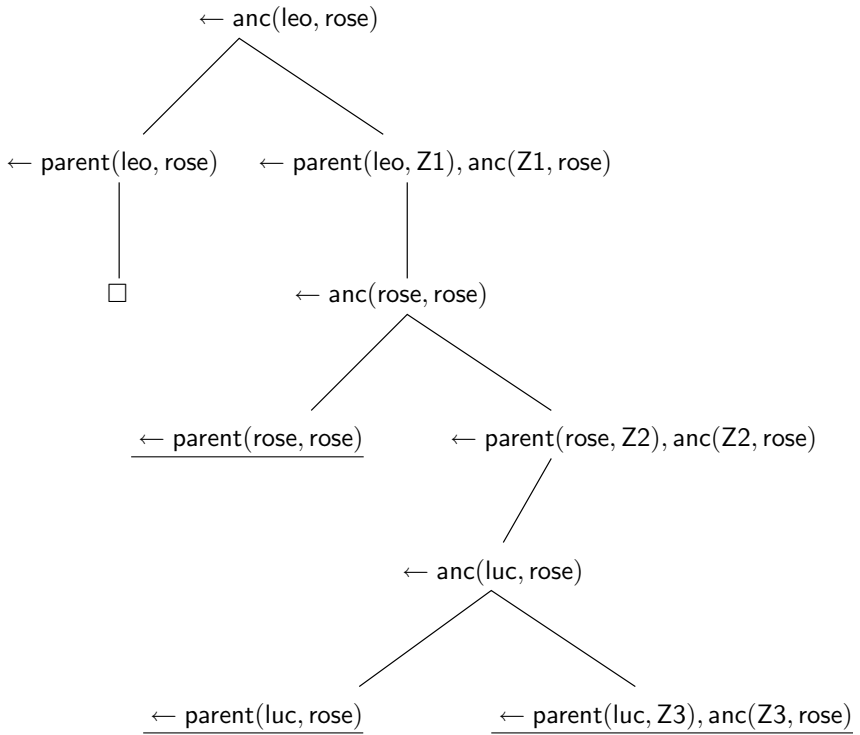 ← anc(leo, rose)
← parent(leo, rose) ← parent(leo, Z1), anc(Z1, rose)
□ ← anc(rose, rose)
← parent(rose, rose) ← parent(rose, Z2), anc(Z2, rose)
← anc(luc, rose)
← parent(luc, rose) ← parent(luc, Z3), anc(Z3, rose)